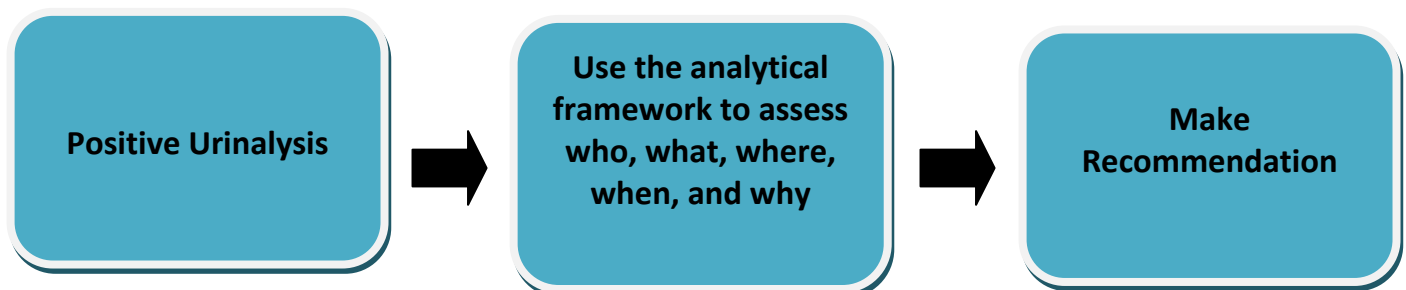 Positive Urinalysis
Use the analytical
framework to assess
who, what, where,
when, and why
Make
Recommendation